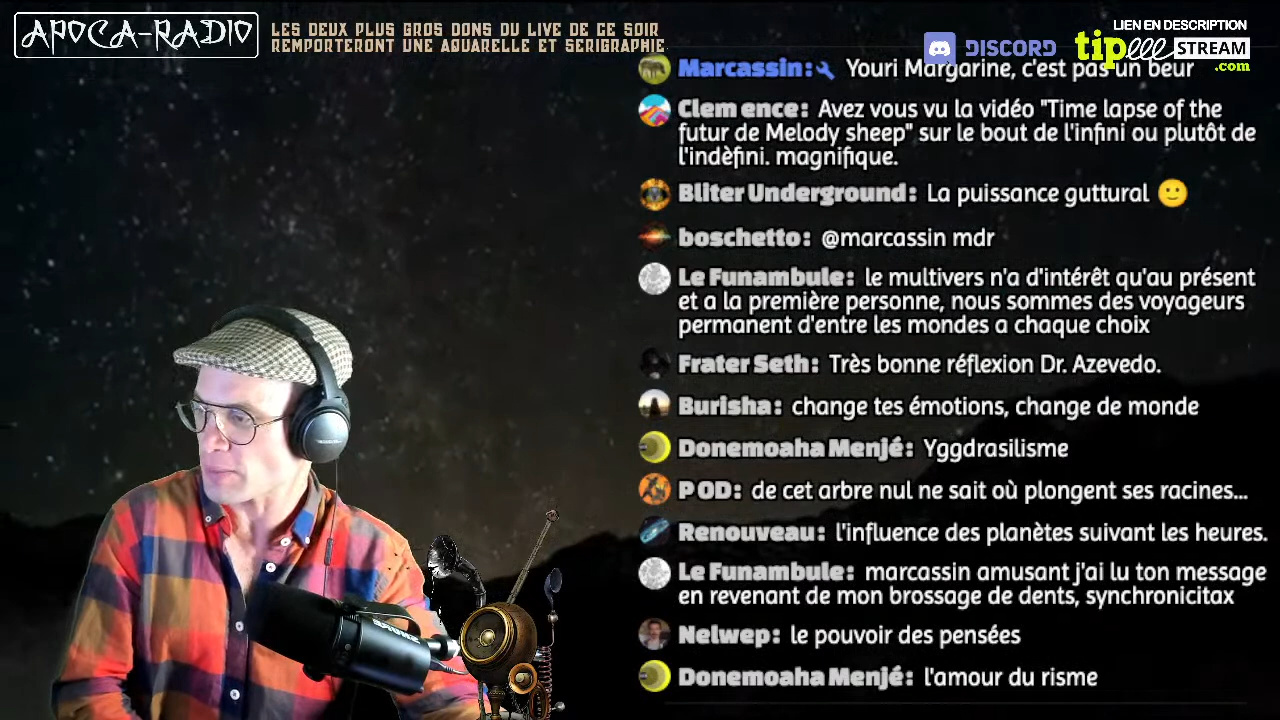 APOCA-RADIO
LES DEUX PLUS GROS DONS DU LIVE DE CE SOIR
REMPORTERONT UNE AQUARELLE ET SERIGRAPHIE
LIEN EN DESCRIPTION
DISCORD
tipeee STREAM
.com
Marcassin: Youri Margarine, c'est pas un beur
Clem ence: Avez vous vu la vidéo "Time lapse of the
futur de Melody sheep" sur le bout de l'infini ou plutôt de
l'indèfini. magnifique.
Bliter Underground: La puissance guttural 🙂
boschetto: @marcassin mdr
Le Funambule: le multivers n'a d'intérêt qu'au présent
et a la première personne, nous sommes des voyageurs
permanent d'entre les mondes a chaque choix
Frater Seth: Très bonne réflexion Dr. Azevedo.
Burisha: change tes émotions, change de monde
Donemoaha Menjé: Yggdrasilisme
POD: de cet arbre nul ne sait où plongent ses racines...
Renouveau: l'influence des planètes suivant les heures.
Le Funambule: marcassin amusant j'ai lu ton message
en revenant de mon brossage de dents, synchronicitax
Nelwep: le pouvoir des pensées
Donemoaha Menjé: l'amour du risme